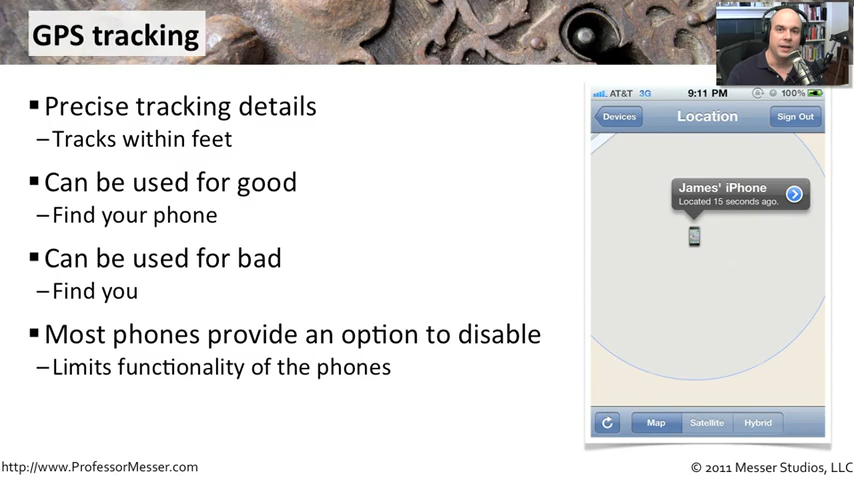 GPS tracking
▪ Precise tracking details
– Tracks within feet
▪ Can be used for good
– Find your phone
▪ Can be used for bad
– Find you
▪ Most phones provide an option to disable
– Limits functionality of the phones
AT&T 3G 9:11 PM 100%
Devices Location Sign Out
James' iPhone
Located 15 seconds ago.
Map Satellite Hybrid
http://www.ProfessorMesser.com
© 2011 Messer Studios, LLC